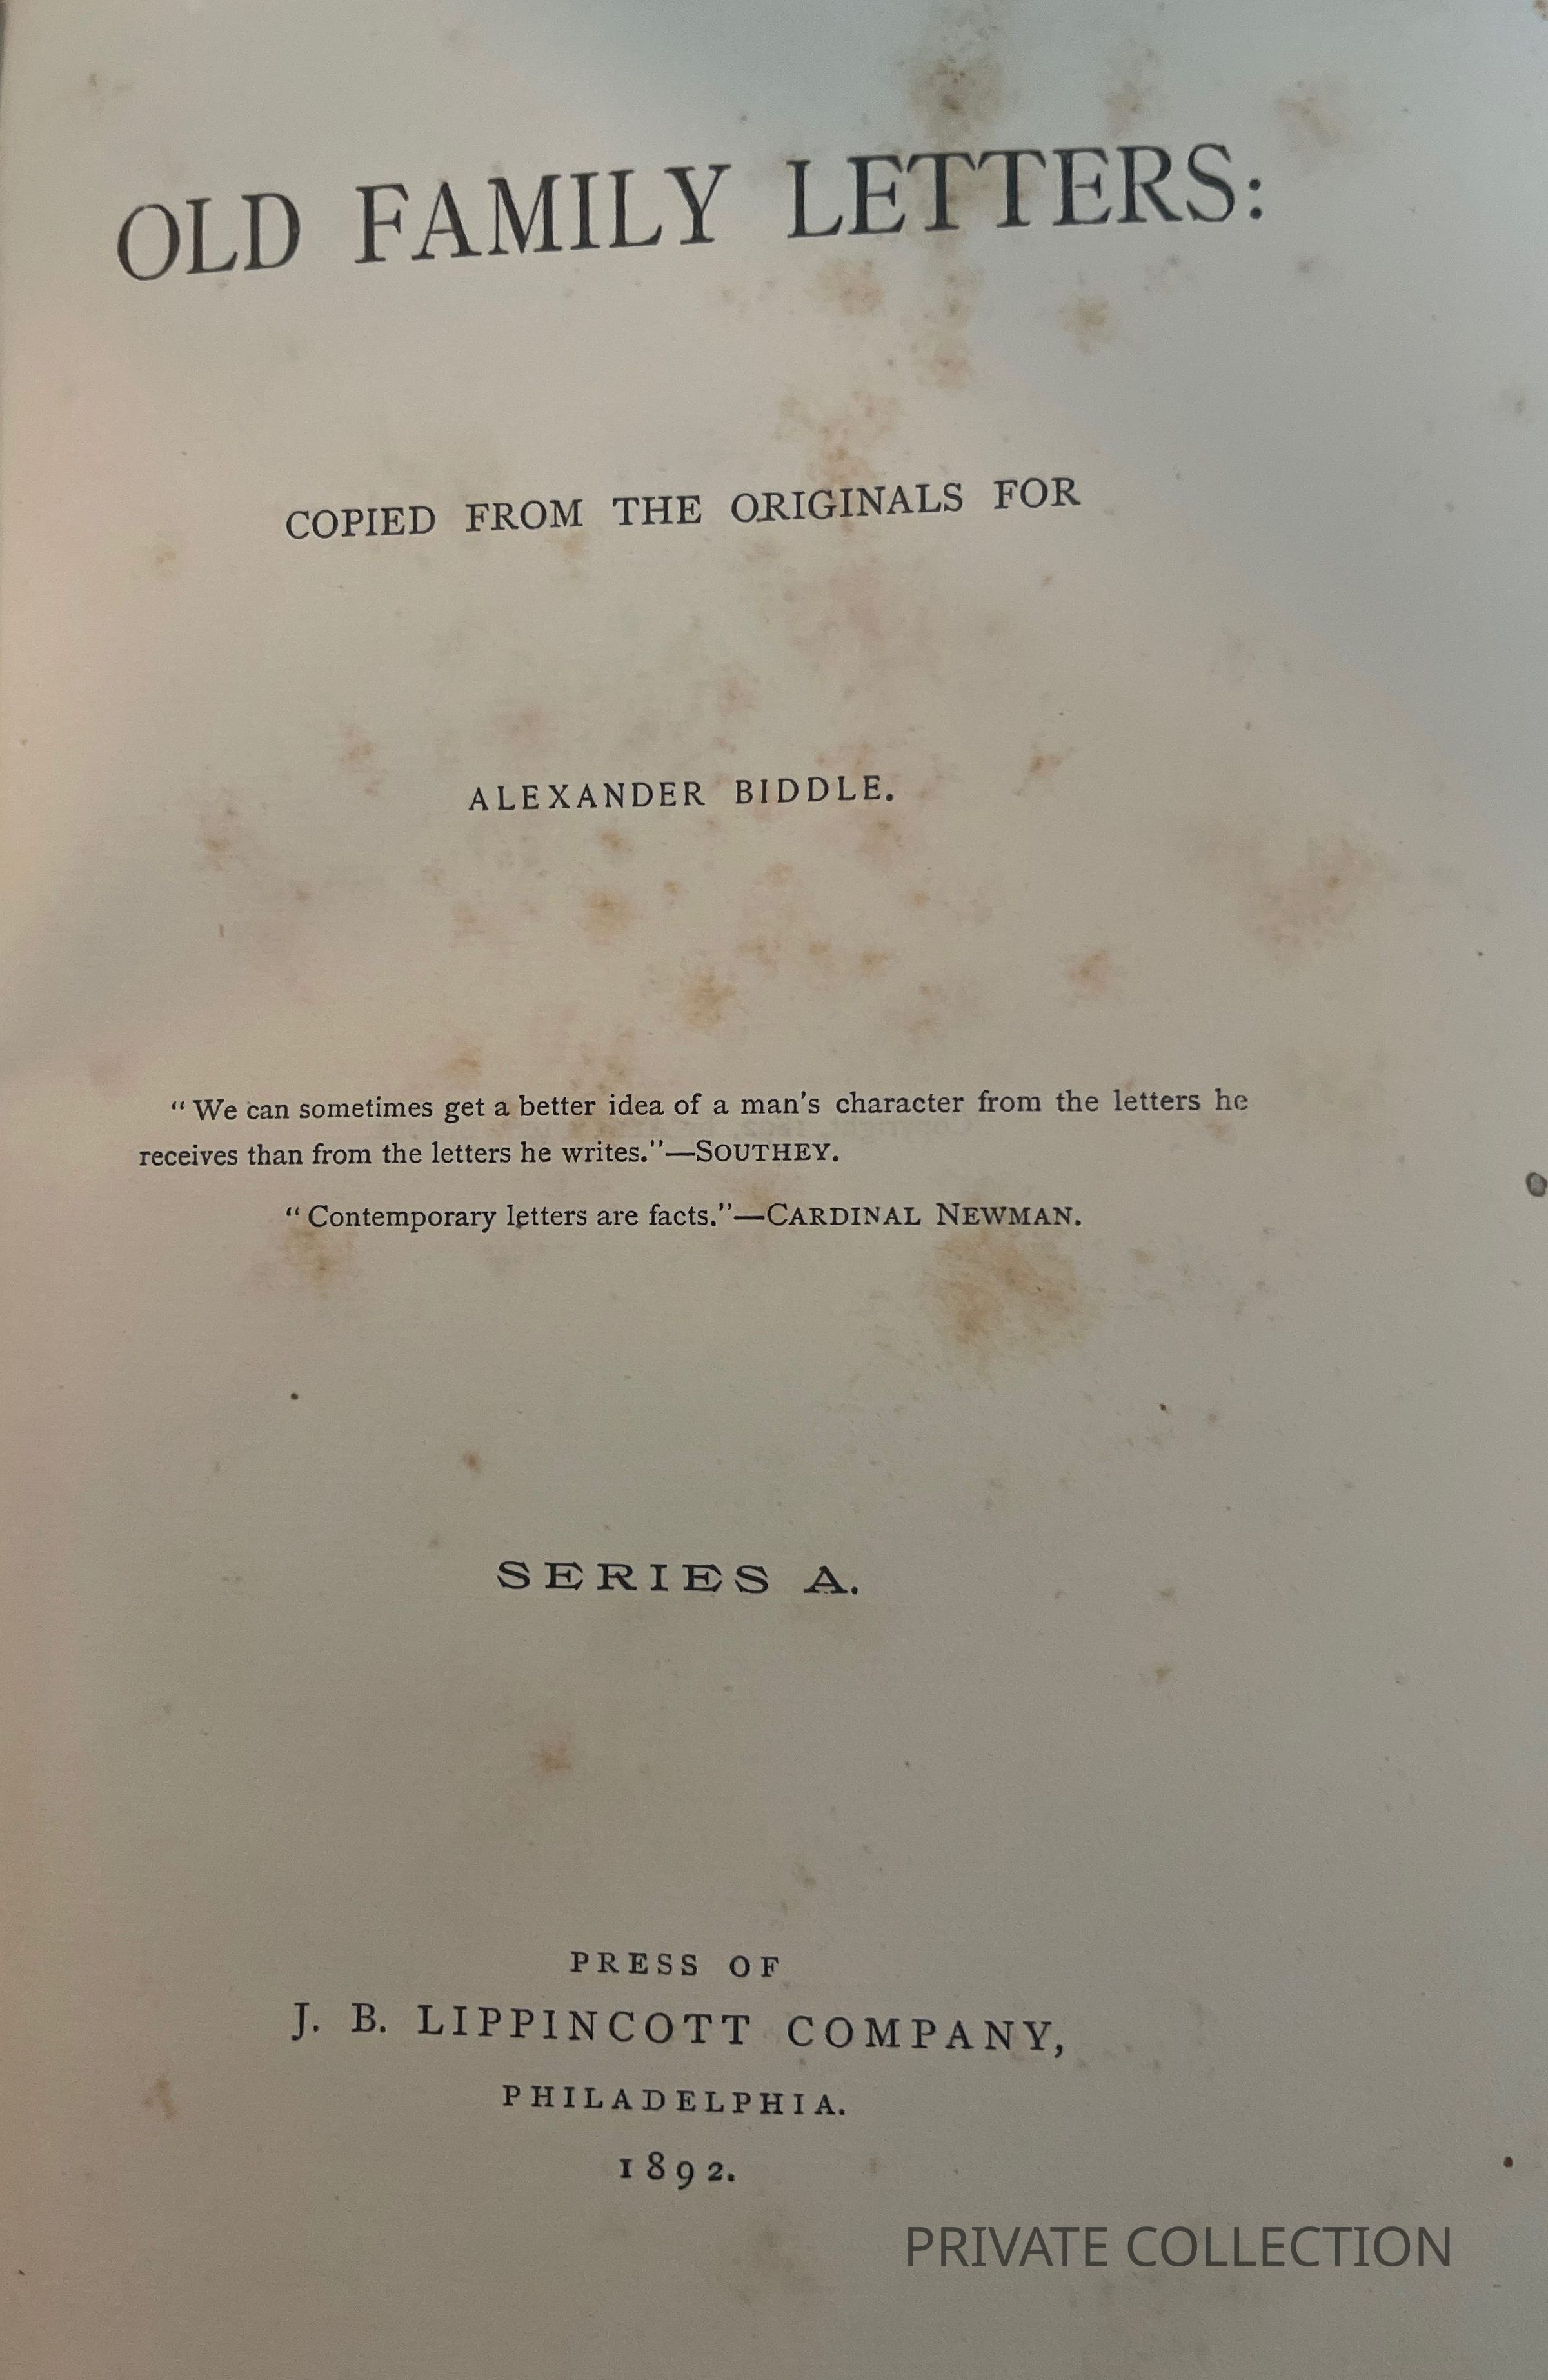 OLD FAMILY LETTERS:
COPIED FROM THE ORIGINALS FOR
ALEXANDER BIDDLE.
“We can sometimes get a better idea of a man's character from the letters he
receives than from the letters he writes.”—SOUTHEY.
“Contemporary letters are facts.”—CARDINAL NEWMAN.
SERIES A.
PRESS OF
J. B. LIPPINCOTT COMPANY,
PHILADELPHIA.
1892.
PRIVATE COLLECTION